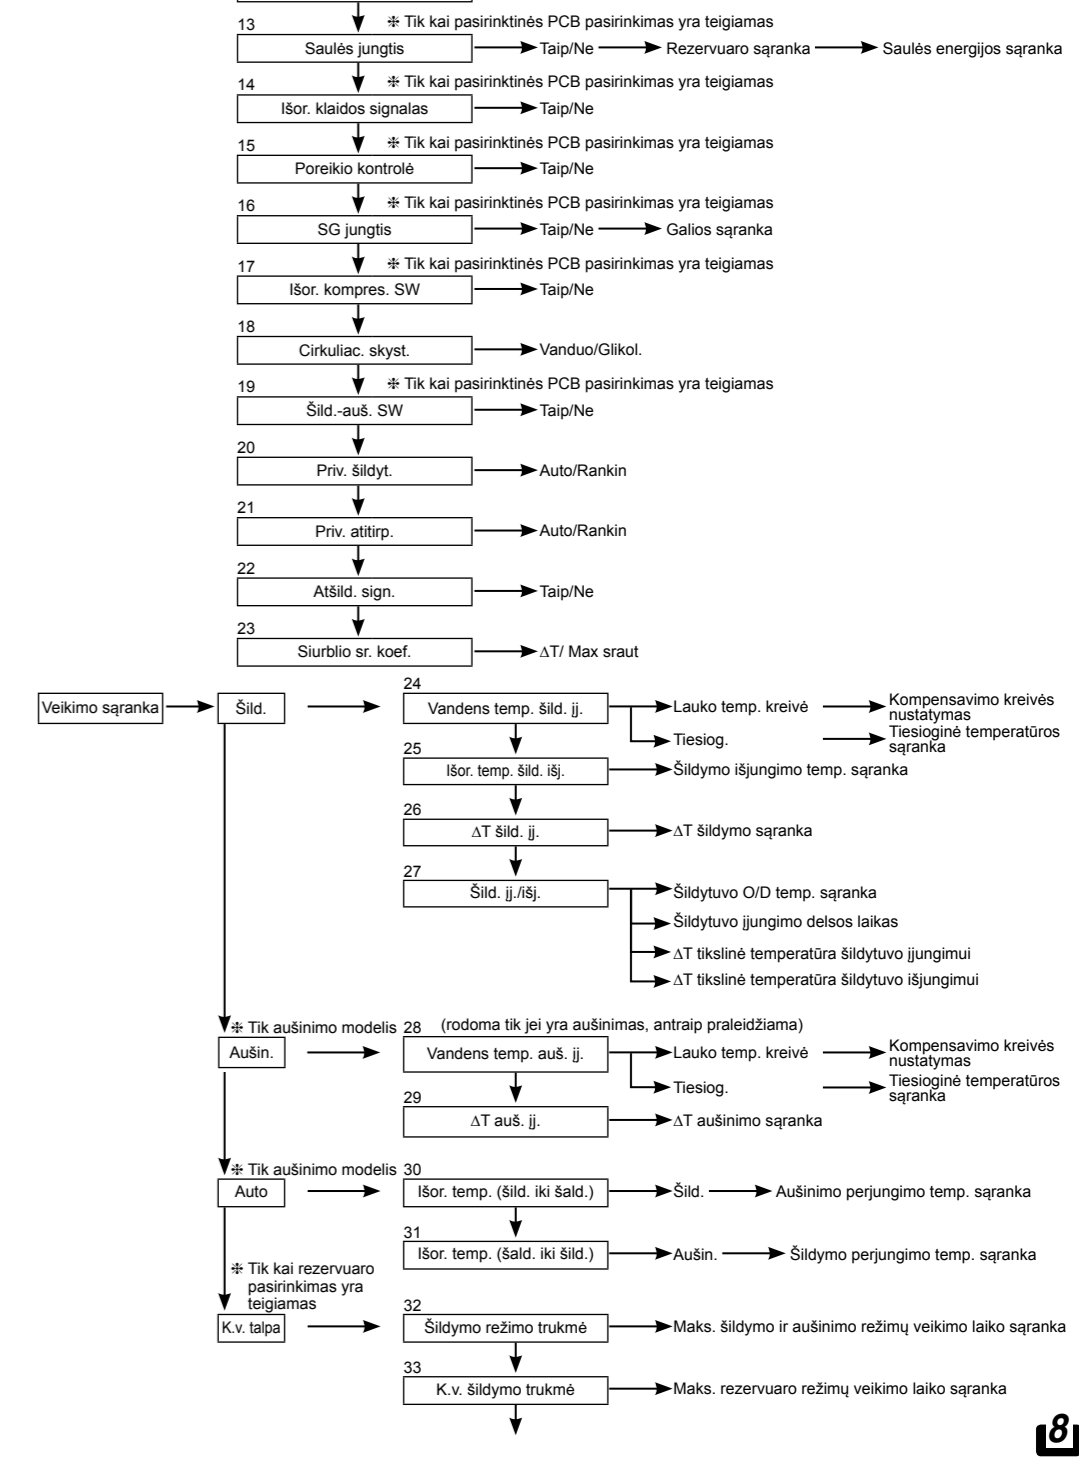 13
❈ Tik kai pasirinktinės PCB pasirinkimas yra teigiamas
Saulės jungtis
Taip/Ne
Rezervuaro sąranka
Saulės energijos sąranka
14
❈ Tik kai pasirinktinės PCB pasirinkimas yra teigiamas
Išor. klaidos signalas
Taip/Ne
15
❈ Tik kai pasirinktinės PCB pasirinkimas yra teigiamas
Poreikio kontrolė
Taip/Ne
16
❈ Tik kai pasirinktinės PCB pasirinkimas yra teigiamas
SG jungtis
Taip/Ne
Galios sąranka
17
❈ Tik kai pasirinktinės PCB pasirinkimas yra teigiamas
Išor. kompres. SW
Taip/Ne
18
Cirkuliac. skyst.
Vanduo/Glikol.
19
❈ Tik kai pasirinktinės PCB pasirinkimas yra teigiamas
Šild.-auš. SW
Taip/Ne
20
Priv. šildyt.
Auto/Rankin
21
Priv. atitirp.
Auto/Rankin
22
Atšild. sign.
Taip/Ne
23
Siurblio sr. koef.
∆T/ Max sraut
Veikimo sąranka
Šild.
24
Vandens temp. šild. įj.
Lauko temp. kreivė
Kompensavimo kreivės
nustatymas
Tiesiog.
Tiesioginė temperatūros
sąranka
25
Išor. temp. šild. išj.
Šildymo išjungimo temp. sąranka
26
∆T šild. įj.
∆T šildymo sąranka
27
Šild. įj./išj.
Šildytuvo O/D temp. sąranka
Šildytuvo įjungimo delsos laikas
∆T tikslinė temperatūra šildytuvo įjungimui
∆T tikslinė temperatūra šildytuvo išjungimui
❈ Tik aušinimo modelis
28
(rodoma tik jei yra aušinimas, antraip praleidžiama)
Aušin.
Vandens temp. auš. įj.
Lauko temp. kreivė
Kompensavimo kreivės
nustatymas
Tiesiog.
Tiesioginė temperatūros
sąranka
29
∆T auš. įj.
∆T aušinimo sąranka
❈ Tik aušinimo modelis
30
Auto
Išor. temp. (šild. iki šald.)
Šild.
Aušinimo perjungimo temp. sąranka
31
Išor. temp. (šald. iki šild.)
Aušin.
Šildymo perjungimo temp. sąranka
❈ Tik kai rezervuaro
pasirinkimas yra
teigiamas
K.v. talpa
32
Šildymo režimo trukmė
Maks. šildymo ir aušinimo režimų veikimo laiko sąranka
33
K.v. šildymo trukmė
Maks. rezervuaro režimų veikimo laiko sąranka
8